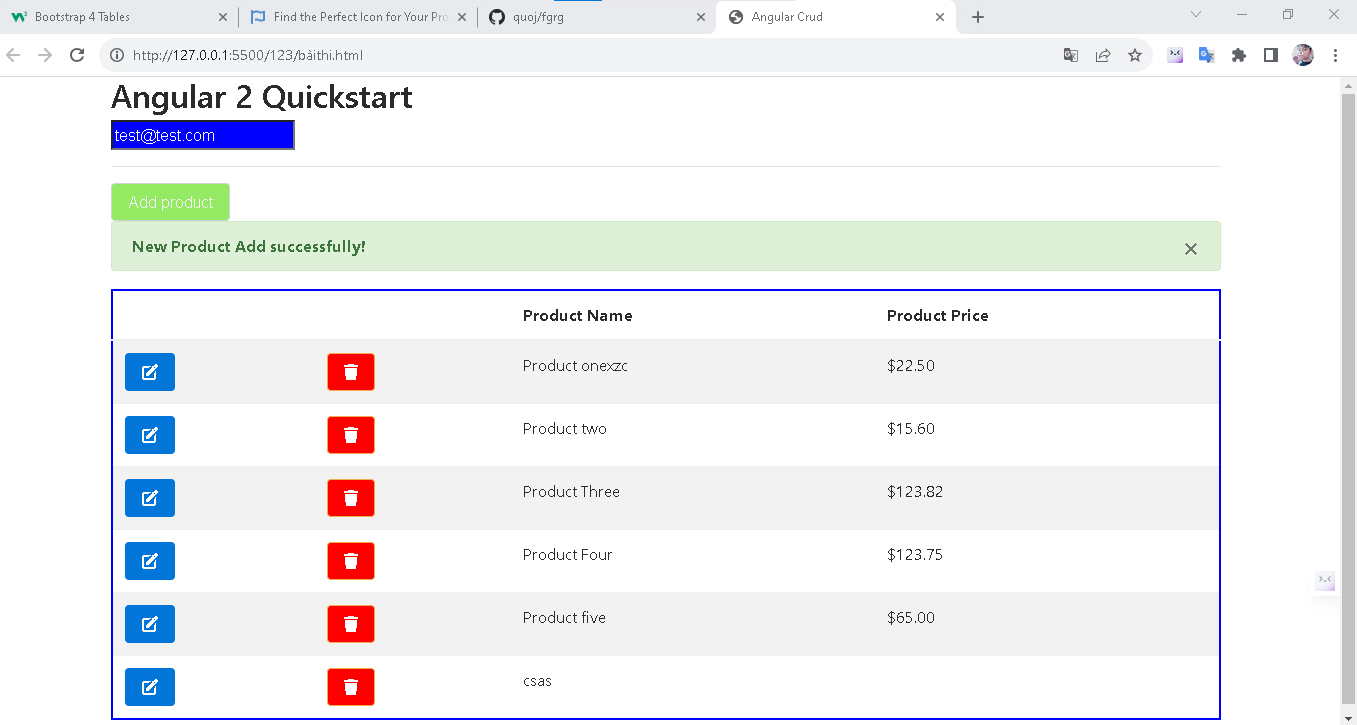 Bootstrap 4 Tables
Find the Perfect Icon for Your Pro
quoj/fgrg
Angular Crud
http://127.0.0.1:5500/123/bàithi.html
Angular 2 Quickstart
test@test.com
Add product
New Product Add successfully!
Product Name Product Price
Product onexzc $22.50
Product two $15.60
Product Three $123.82
Product Four $123.75
Product five $65.00
csas